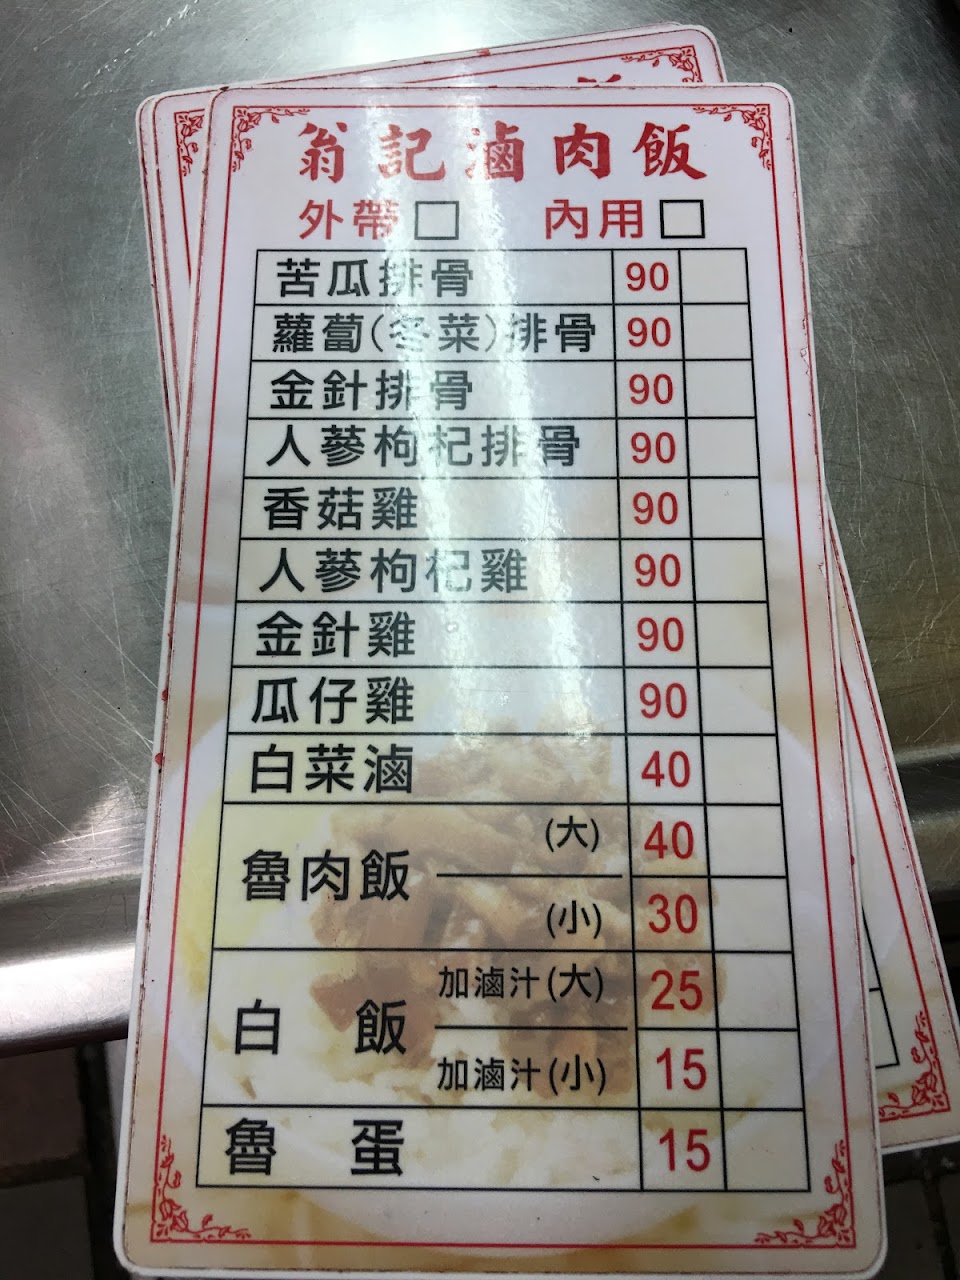 翁記滷肉飯
外帶□ 內用□
苦瓜排骨 90
蘿蔔(冬菜)排骨 90
金針排骨 90
人蔘枸杞排骨 90
香菇雞 90
人蔘枸杞雞 90
金針雞 90
瓜仔雞 90
白菜滷 40
魯肉飯 (大) 40
(小) 30
白飯 加滷汁(大) 25
加滷汁(小) 15
魯蛋 15